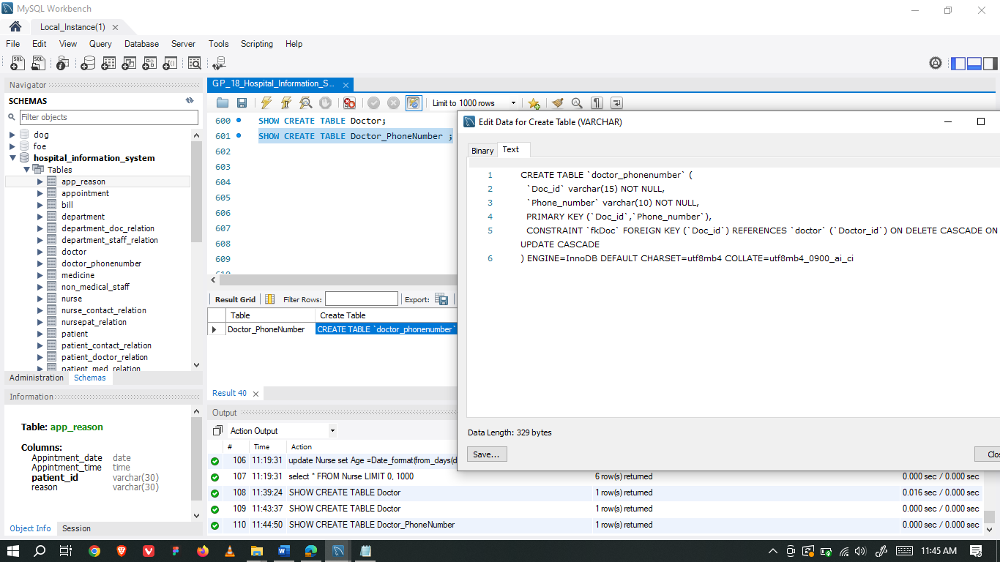 MySQL Workbench
Local_Instance(1)
File Edit View Query Database Server Tools Scripting Help
Navigator
SCHEMAS
Filter objects
dog
foe
hospital_information_system
Tables
app_reason
appointment
bill
department
department_doc_relation
department_staff_relation
doctor
doctor_phonenumber
medicine
non_medical_staff
nurse
nurse_contact_relation
nursepat_relation
patient
patient_contact_relation
patient_doctor_relation
patient_med_relation
Administration Schemas
Information
Table: app_reason
Columns:
Appintment_date date
Appintment_time time
patient_id varchar(30)
reason varchar(30)
Object Info Session
GP_18_Hospital_Information_S...
Limit to 1000 rows
600 SHOW CREATE TABLE Doctor;
601 SHOW CREATE TABLE Doctor_PhoneNumber ;
602
603
604
605
606
607
608
609
610
Result Grid Filter Rows: Export:
Table Create Table
Doctor_PhoneNumber CREATE TABLE `doctor_phonenumber`
Result 40
Output
Action Output
# Time Action
106 11:19:31 update Nurse set Age =Date_format(from_days(d
107 11:19:31 select * FROM Nurse LIMIT 0, 1000 6 row(s) returned 0.000 sec / 0.000 sec
108 11:39:24 SHOW CREATE TABLE Doctor 1 row(s) returned 0.016 sec / 0.000 sec
109 11:43:37 SHOW CREATE TABLE Doctor 1 row(s) returned 0.000 sec / 0.000 sec
110 11:44:50 SHOW CREATE TABLE Doctor_PhoneNumber 1 row(s) returned 0.000 sec / 0.000 sec
Edit Data for Create Table (VARCHAR)
Binary Text
1 CREATE TABLE `doctor_phonenumber` (
2 `Doc_id` varchar(15) NOT NULL,
3 `Phone_number` varchar(10) NOT NULL,
4 PRIMARY KEY (`Doc_id`,`Phone_number`),
5 CONSTRAINT `fkDoc` FOREIGN KEY (`Doc_id`) REFERENCES `doctor` (`Doctor_id`) ON DELETE CASCADE ON
UPDATE CASCADE
6 ) ENGINE=InnoDB DEFAULT CHARSET=utf8mb4 COLLATE=utf8mb4_0900_ai_ci
Data Length: 329 bytes
Save... Clo
11:45 AM